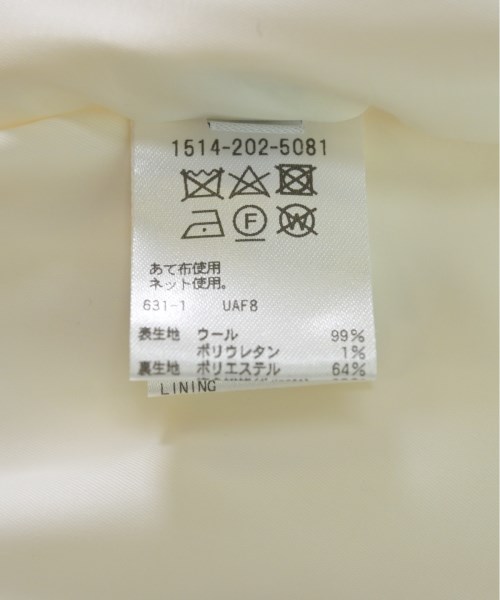 1514-202-5081
F W
あて布使用
ネット使用。
631-1 UAF8
表生地 ウール 99%
ポリウレタン 1%
裏生地 ポリエステル 64%
LINING